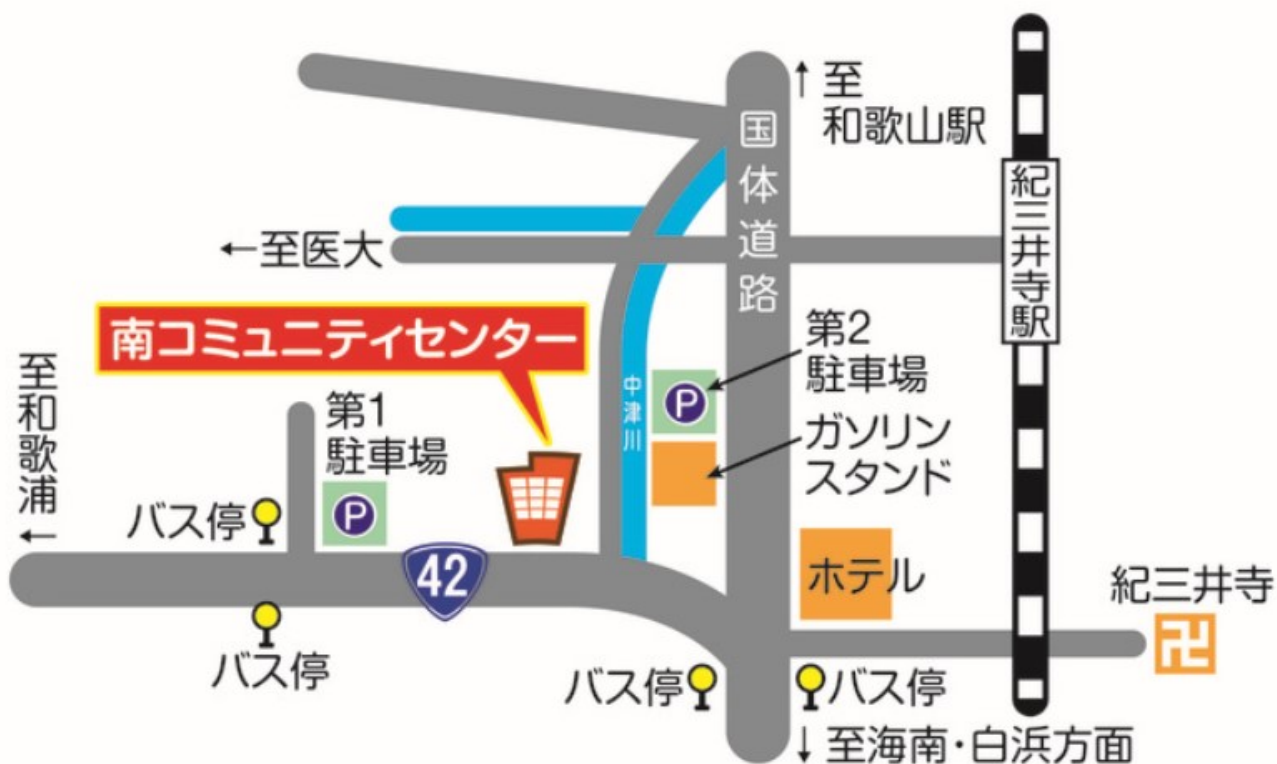 ↑至
和歌山駅
国体道路
紀三井寺駅
←至医大
南コミュニティセンター
第2
駐車場
P
中津川
ガソリン
スタンド
至和歌浦
←
第1
駐車場
P
バス停
42
ホテル
紀三井寺
卍
バス停
バス停
バス停
↓至海南・白浜方面